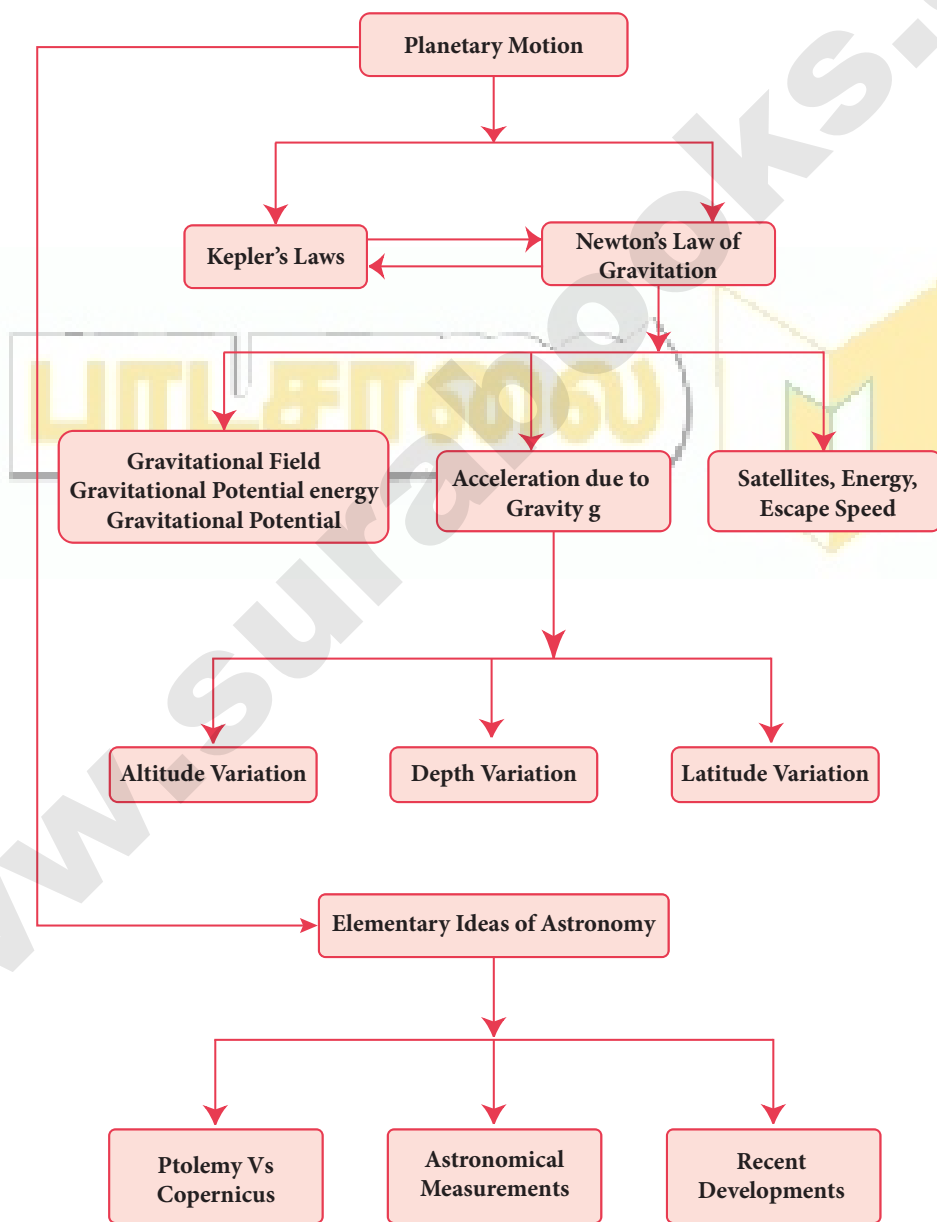 Planetary Motion
Kepler's Laws
Newton's Law of
Gravitation
பாடசாலை
Gravitational Field
Gravitational Potential energy
Gravitational Potential
Acceleration due to
Gravity g
Satellites, Energy,
Escape Speed
Altitude Variation
Depth Variation
Latitude Variation
Elementary Ideas of Astronomy
Ptolemy Vs
Copernicus
Astronomical
Measurements
Recent
Developments
w.surabooks.